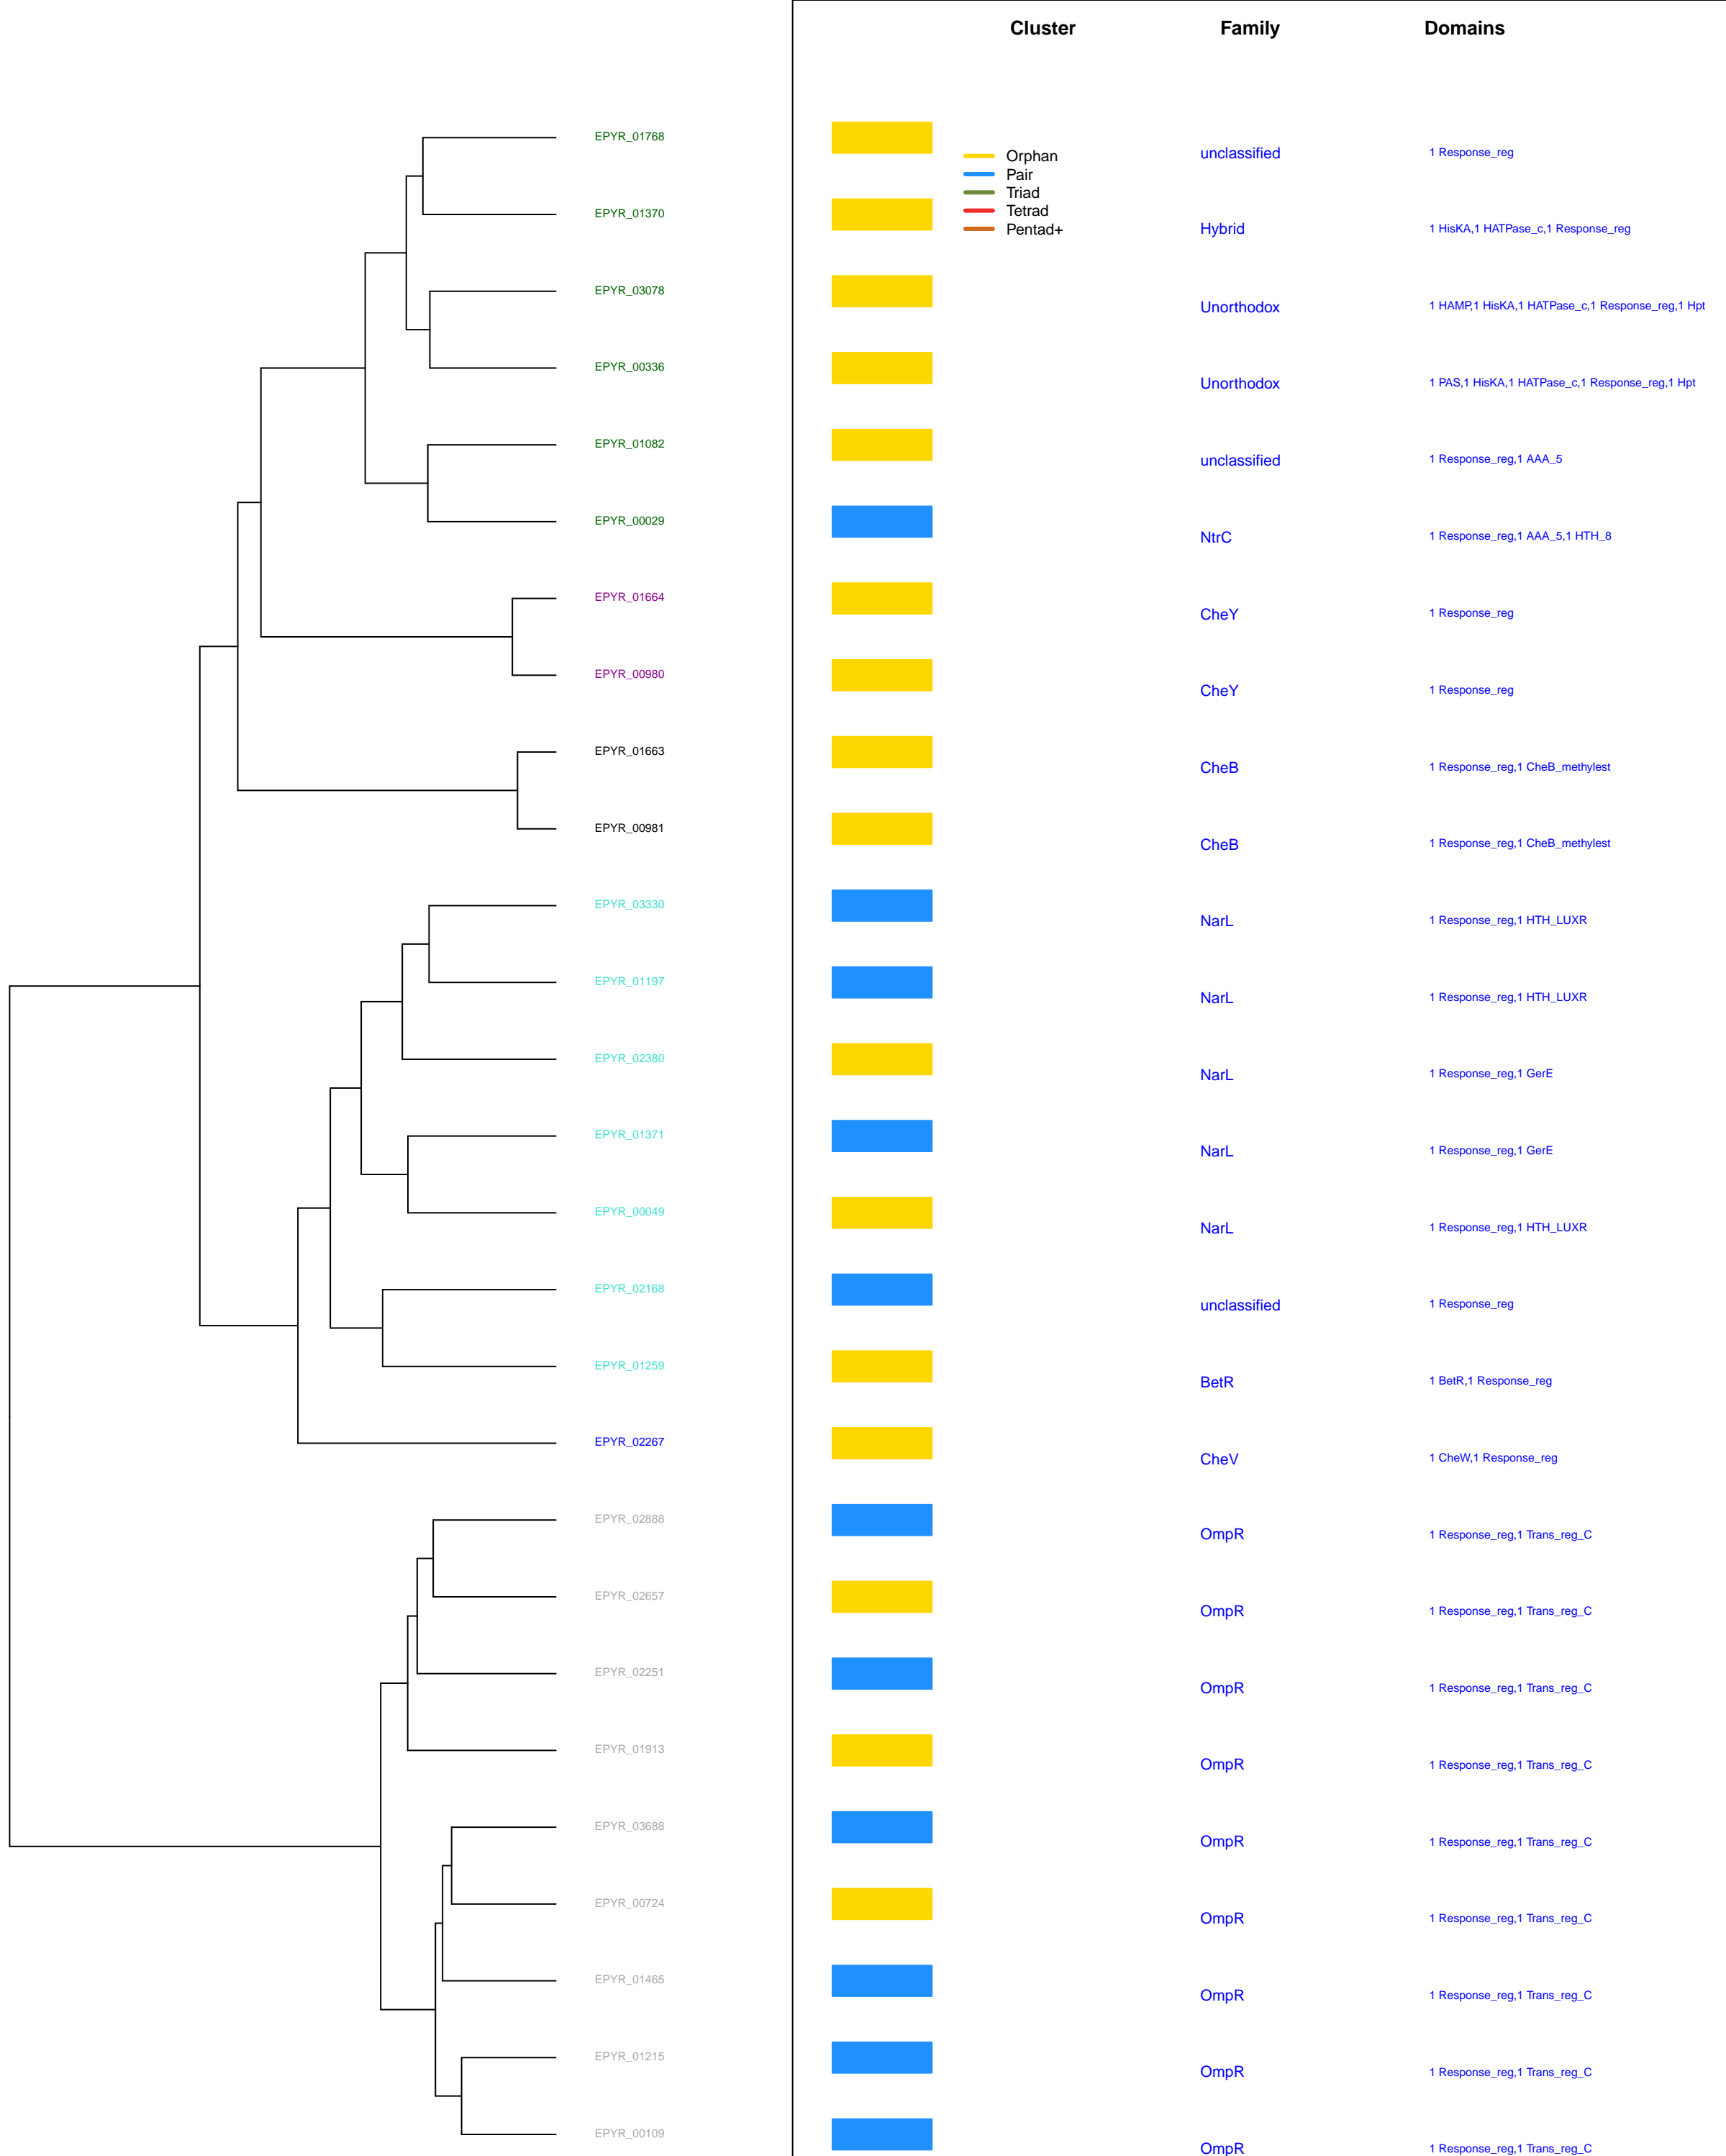 Cluster Family Domains
EPYR_01768
Orphan
unclassified 1 Response_reg
Pair
Triad
Tetrad
EPYR_01370
Pentad+
Hybrid 1 HisKA,1 HATPase_c,1 Response_reg
EPYR_03078
Unorthodox 1 HAMP,1 HisKA,1 HATPase_c,1 Response_reg,1 Hpt
EPYR_00336
Unorthodox 1 PAS,1 HisKA,1 HATPase_c,1 Response_reg,1 Hpt
EPYR_01082
unclassified 1 Response_reg,1 AAA_5
EPYR_00029
NtrC 1 Response_reg,1 AAA_5,1 HTH_8
EPYR_01664
CheY 1 Response_reg
EPYR_00980
CheY 1 Response_reg
EPYR_01663
CheB 1 Response_reg,1 CheB_methylest
EPYR_00981
CheB 1 Response_reg,1 CheB_methylest
EPYR_03330
NarL 1 Response_reg,1 HTH_LUXR
EPYR_01197
NarL 1 Response_reg,1 HTH_LUXR
EPYR_02380
NarL 1 Response_reg,1 GerE
EPYR_01371
NarL 1 Response_reg,1 GerE
EPYR_00049
NarL 1 Response_reg,1 HTH_LUXR
EPYR_02168
unclassified 1 Response_reg
EPYR_01259
BetR 1 BetR,1 Response_reg
EPYR_02267
CheV 1 CheW,1 Response_reg
EPYR_02888
OmpR 1 Response_reg,1 Trans_reg_C
EPYR_02657
OmpR 1 Response_reg,1 Trans_reg_C
EPYR_02251
OmpR 1 Response_reg,1 Trans_reg_C
EPYR_01913
OmpR 1 Response_reg,1 Trans_reg_C
EPYR_03688
OmpR 1 Response_reg,1 Trans_reg_C
EPYR_00724
OmpR 1 Response_reg,1 Trans_reg_C
EPYR_01465
OmpR 1 Response_reg,1 Trans_reg_C
EPYR_01215
OmpR 1 Response_reg,1 Trans_reg_C
EPYR_00109
OmpR 1 Response_reg,1 Trans_reg_C